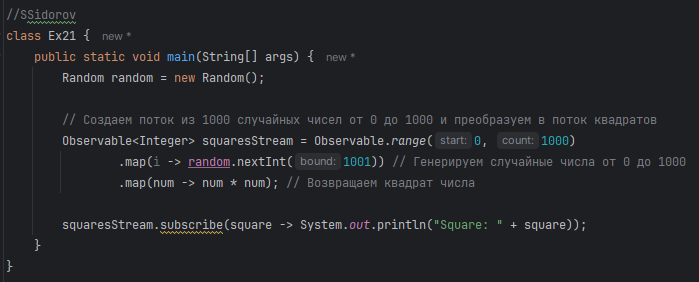 //SSidorov
class Ex21 { new *
public static void main(String[] args) { new *
Random random = new Random();
// Создаем поток из 1000 случайных чисел от 0 до 1000 и преобразуем в поток квадратов
Observable<Integer> squaresStream = Observable.range( start: 0, count: 1000)
.map(i -> random.nextInt( bound: 1001)) // Генерируем случайные числа от 0 до 1000
.map(num -> num * num); // Возвращаем квадрат числа
squaresStream.subscribe(square -> System.out.println("Square: " + square));
}
}